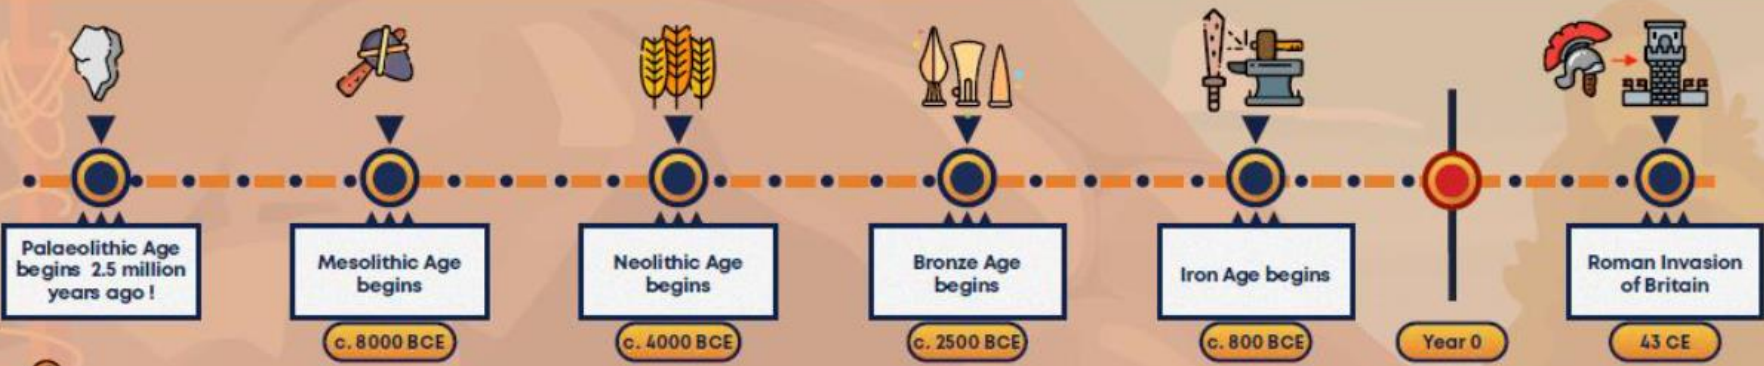 Palaeolithic Age
begins 2.5 million
years ago !
Mesolithic Age
begins
c. 8000 BCE
Neolithic Age
begins
c. 4000 BCE
Bronze Age
begins
c. 2500 BCE
Iron Age begins
c. 800 BCE
Year 0
Roman Invasion
of Britain
43 CE